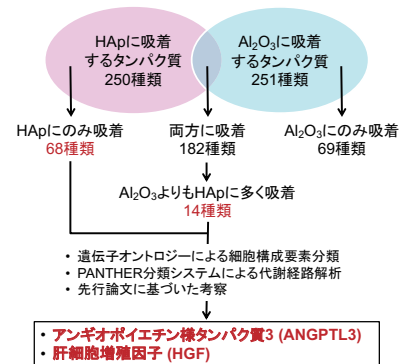 HApに吸着
するタンパク質
250種類
Al₂O₃に吸着
するタンパク質
251種類
HApにのみ吸着
68種類
両方に吸着
182種類
Al₂O₃にのみ吸着
69種類
Al₂O₃よりもHApに多く吸着
14種類
・ 遺伝子オントロジーによる細胞構成要素分類
・ PANTHER分類システムによる代謝経路解析
・ 先行論文に基づいた考察
・ アンギオポイエチン様タンパク質3 (ANGPTL3)
・ 肝細胞増殖因子 (HGF)